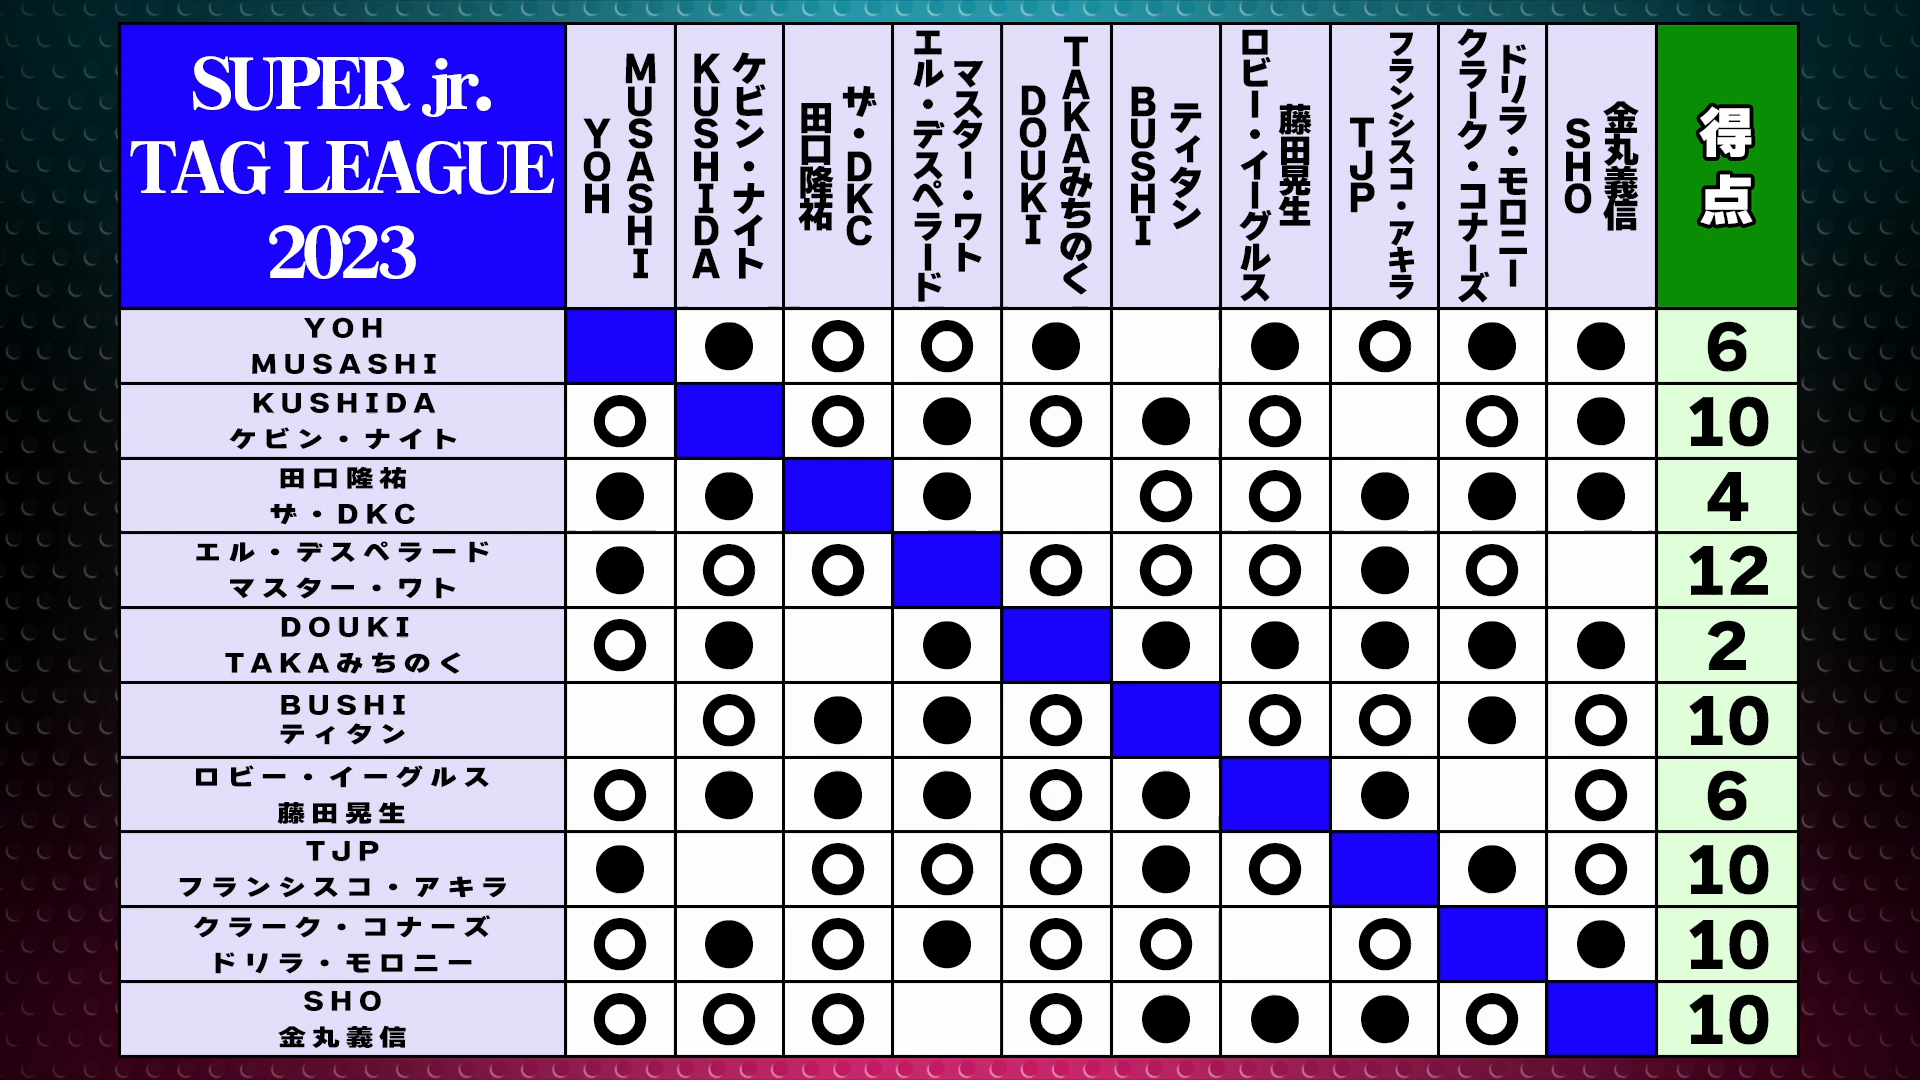 SUPER jr.
TAG LEAGUE
2023
MUSASHI
YOH
ケビン・ナイト
KUSHIDA
ザ・DKC
田口隆祐
マスター・ワト
エル・デスペラード
TAKAみちのく
DOUKI
ティタン
BUSHI
藤田晃生
ロビー・イーグルス
フランシスコ・アキラ
TJP
ドリラ・モロニー
クラーク・コナーズ
金丸義信
SHO
得点
YOH
MUSASHI
● ○ ○ ● ● ○ ● ● 6
KUSHIDA
ケビン・ナイト
○ ○ ● ○ ● ○ ○ ● 10
田口隆祐
ザ・DKC
● ● ● ○ ○ ● ● ● 4
エル・デスペラード
マスター・ワト
● ○ ○ ○ ○ ○ ● ○ 12
DOUKI
TAKAみちのく
○ ● ● ● ● ● ● ● 2
BUSHI
ティタン
○ ● ● ○ ○ ○ ● ○ 10
ロビー・イーグルス
藤田晃生
○ ● ● ● ○ ● ● ○ 6
TJP
フランシスコ・アキラ
● ○ ○ ○ ● ○ ● ○ 10
クラーク・コナーズ
ドリラ・モロニー
○ ● ○ ● ○ ○ ○ ● 10
SHO
金丸義信
○ ○ ○ ○ ● ● ● ○ 10